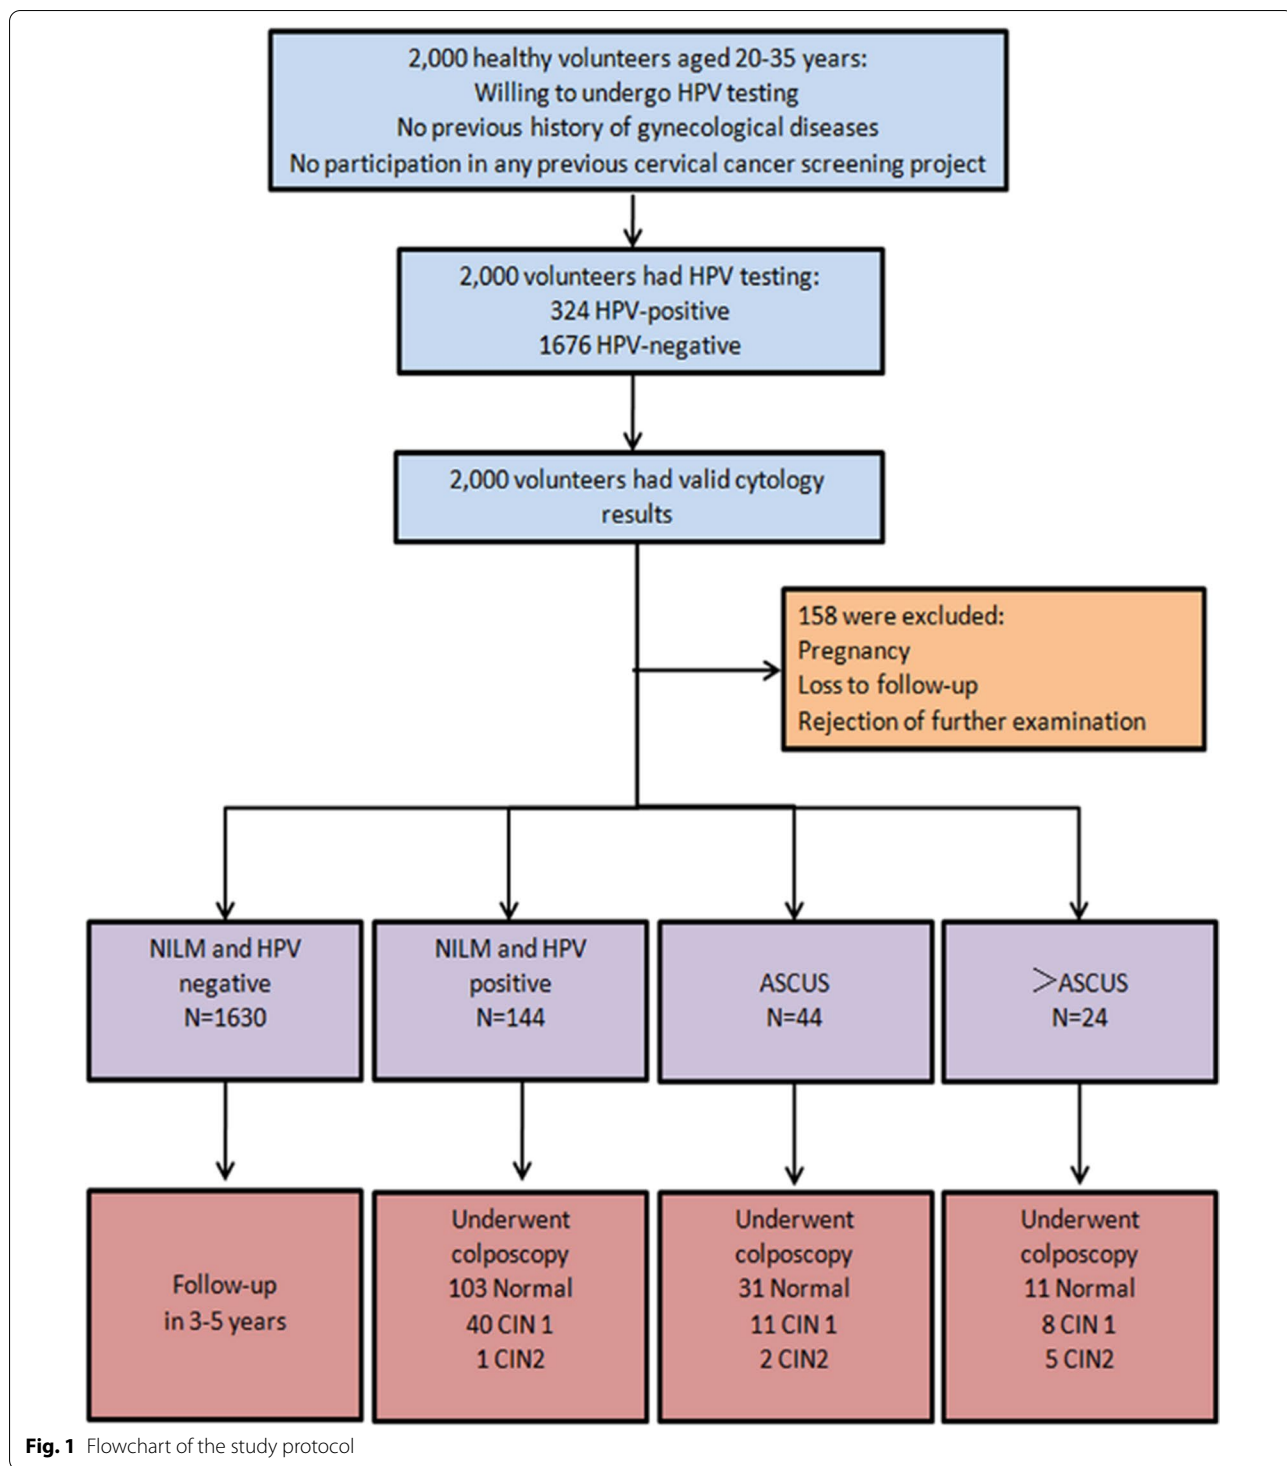 2,000 healthy volunteers aged 20-35 years:
Willing to undergo HPV testing
No previous history of gynecological diseases
No participation in any previous cervical cancer screening project
2,000 volunteers had HPV testing:
324 HPV-positive
1676 HPV-negative
2,000 volunteers had valid cytology
results
158 were excluded:
Pregnancy
Loss to follow-up
Rejection of further examination
NILM and HPV
negative
N=1630
NILM and HPV
positive
N=144
ASCUS
N=44
>ASCUS
N=24
Follow-up
in 3-5 years
Underwent
colposcopy
103 Normal
40 CIN 1
1 CIN2
Underwent
colposcopy
31 Normal
11 CIN 1
2 CIN2
Underwent
colposcopy
11 Normal
8 CIN 1
5 CIN2
Fig. 1 Flowchart of the study protocol